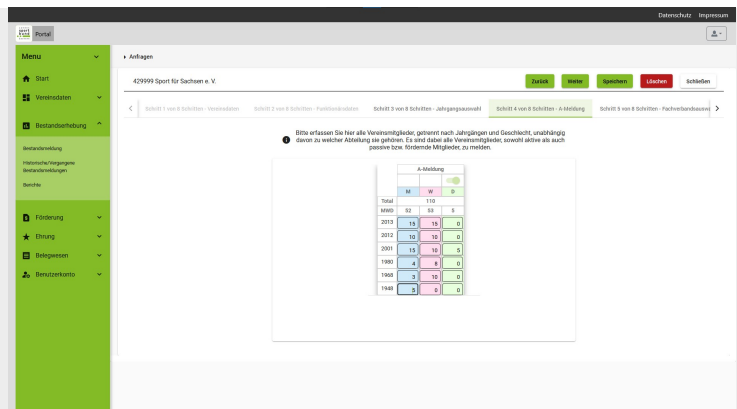 Datenschutz Impressum
Portal
Menu
Anfragen
Start
429999 Sport für Sachsen e. V.
Zurück Weiter Speichern Löschen Schließen
Vereinsdaten
Schritt 1 von 8 Schritten - Vereinsdaten Schritt 2 von 8 Schritten - Funktionärsdaten Schritt 3 von 8 Schritten - Jahrgangsauswahl Schritt 4 von 8 Schritten - A-Meldung Schritt 5 von 8 Schritten - Fachverbandsauswa
Bestandserhebung
Bitte erfassen Sie hier alle Vereinsmitglieder, getrennt nach Jahrgängen und Geschlecht, unabhängig
davon zu welcher Abteilung sie gehören. Es sind dabei alle Vereinsmitglieder, sowohl aktive als auch
passive bzw. fördernde Mitglieder, zu melden.
Bestandsmeldung
Historische/Vergangene
Bestandsmeldungen
Berichte
Förderung
Ehrung
Belegwesen
Benutzerkonto
A-Meldung
M W D
Total 110
MWD 52 53 5
2013 15 15 0
2012 10 10 0
2001 15 10 5
1980 4 8 0
1968 3 10 0
1948 5 0 0